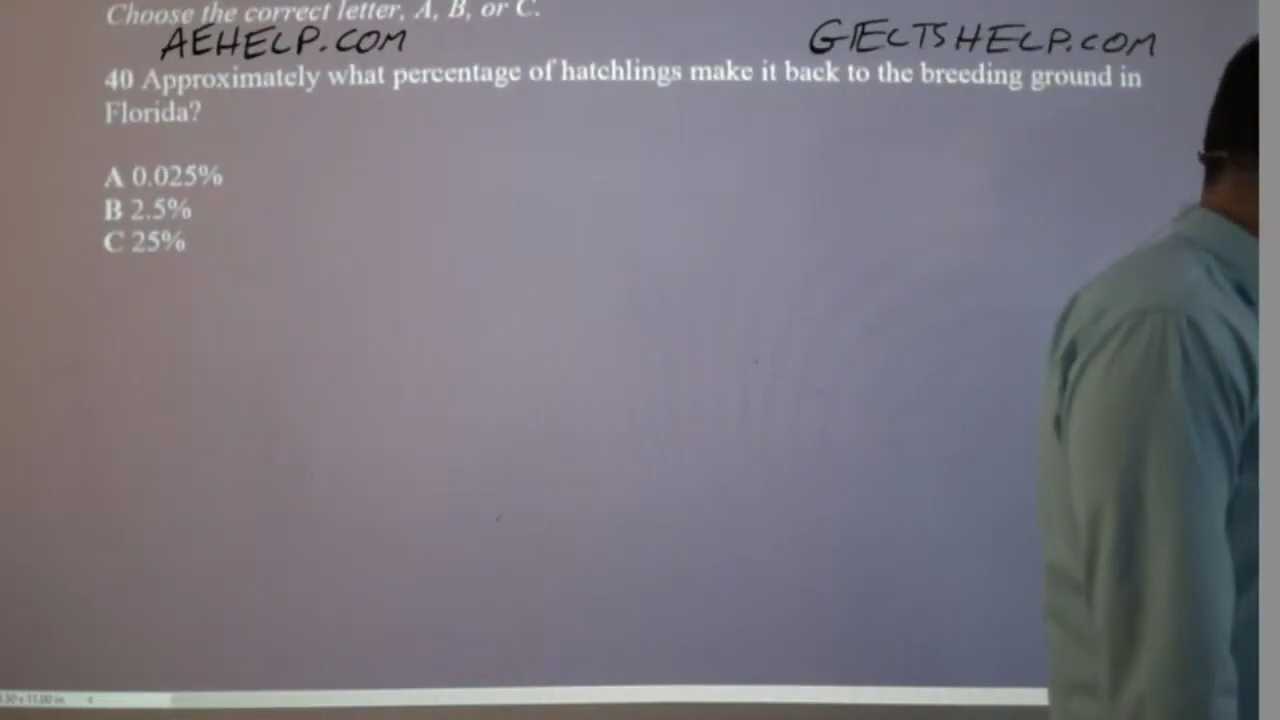 Choose the correct letter, A, B, or C.
AEHELP.COM
GIELTSHELP.COM
40 Approximately what percentage of hatchlings make it back to the breeding ground in
Florida?
A 0.025%
B 2.5%
C 25%